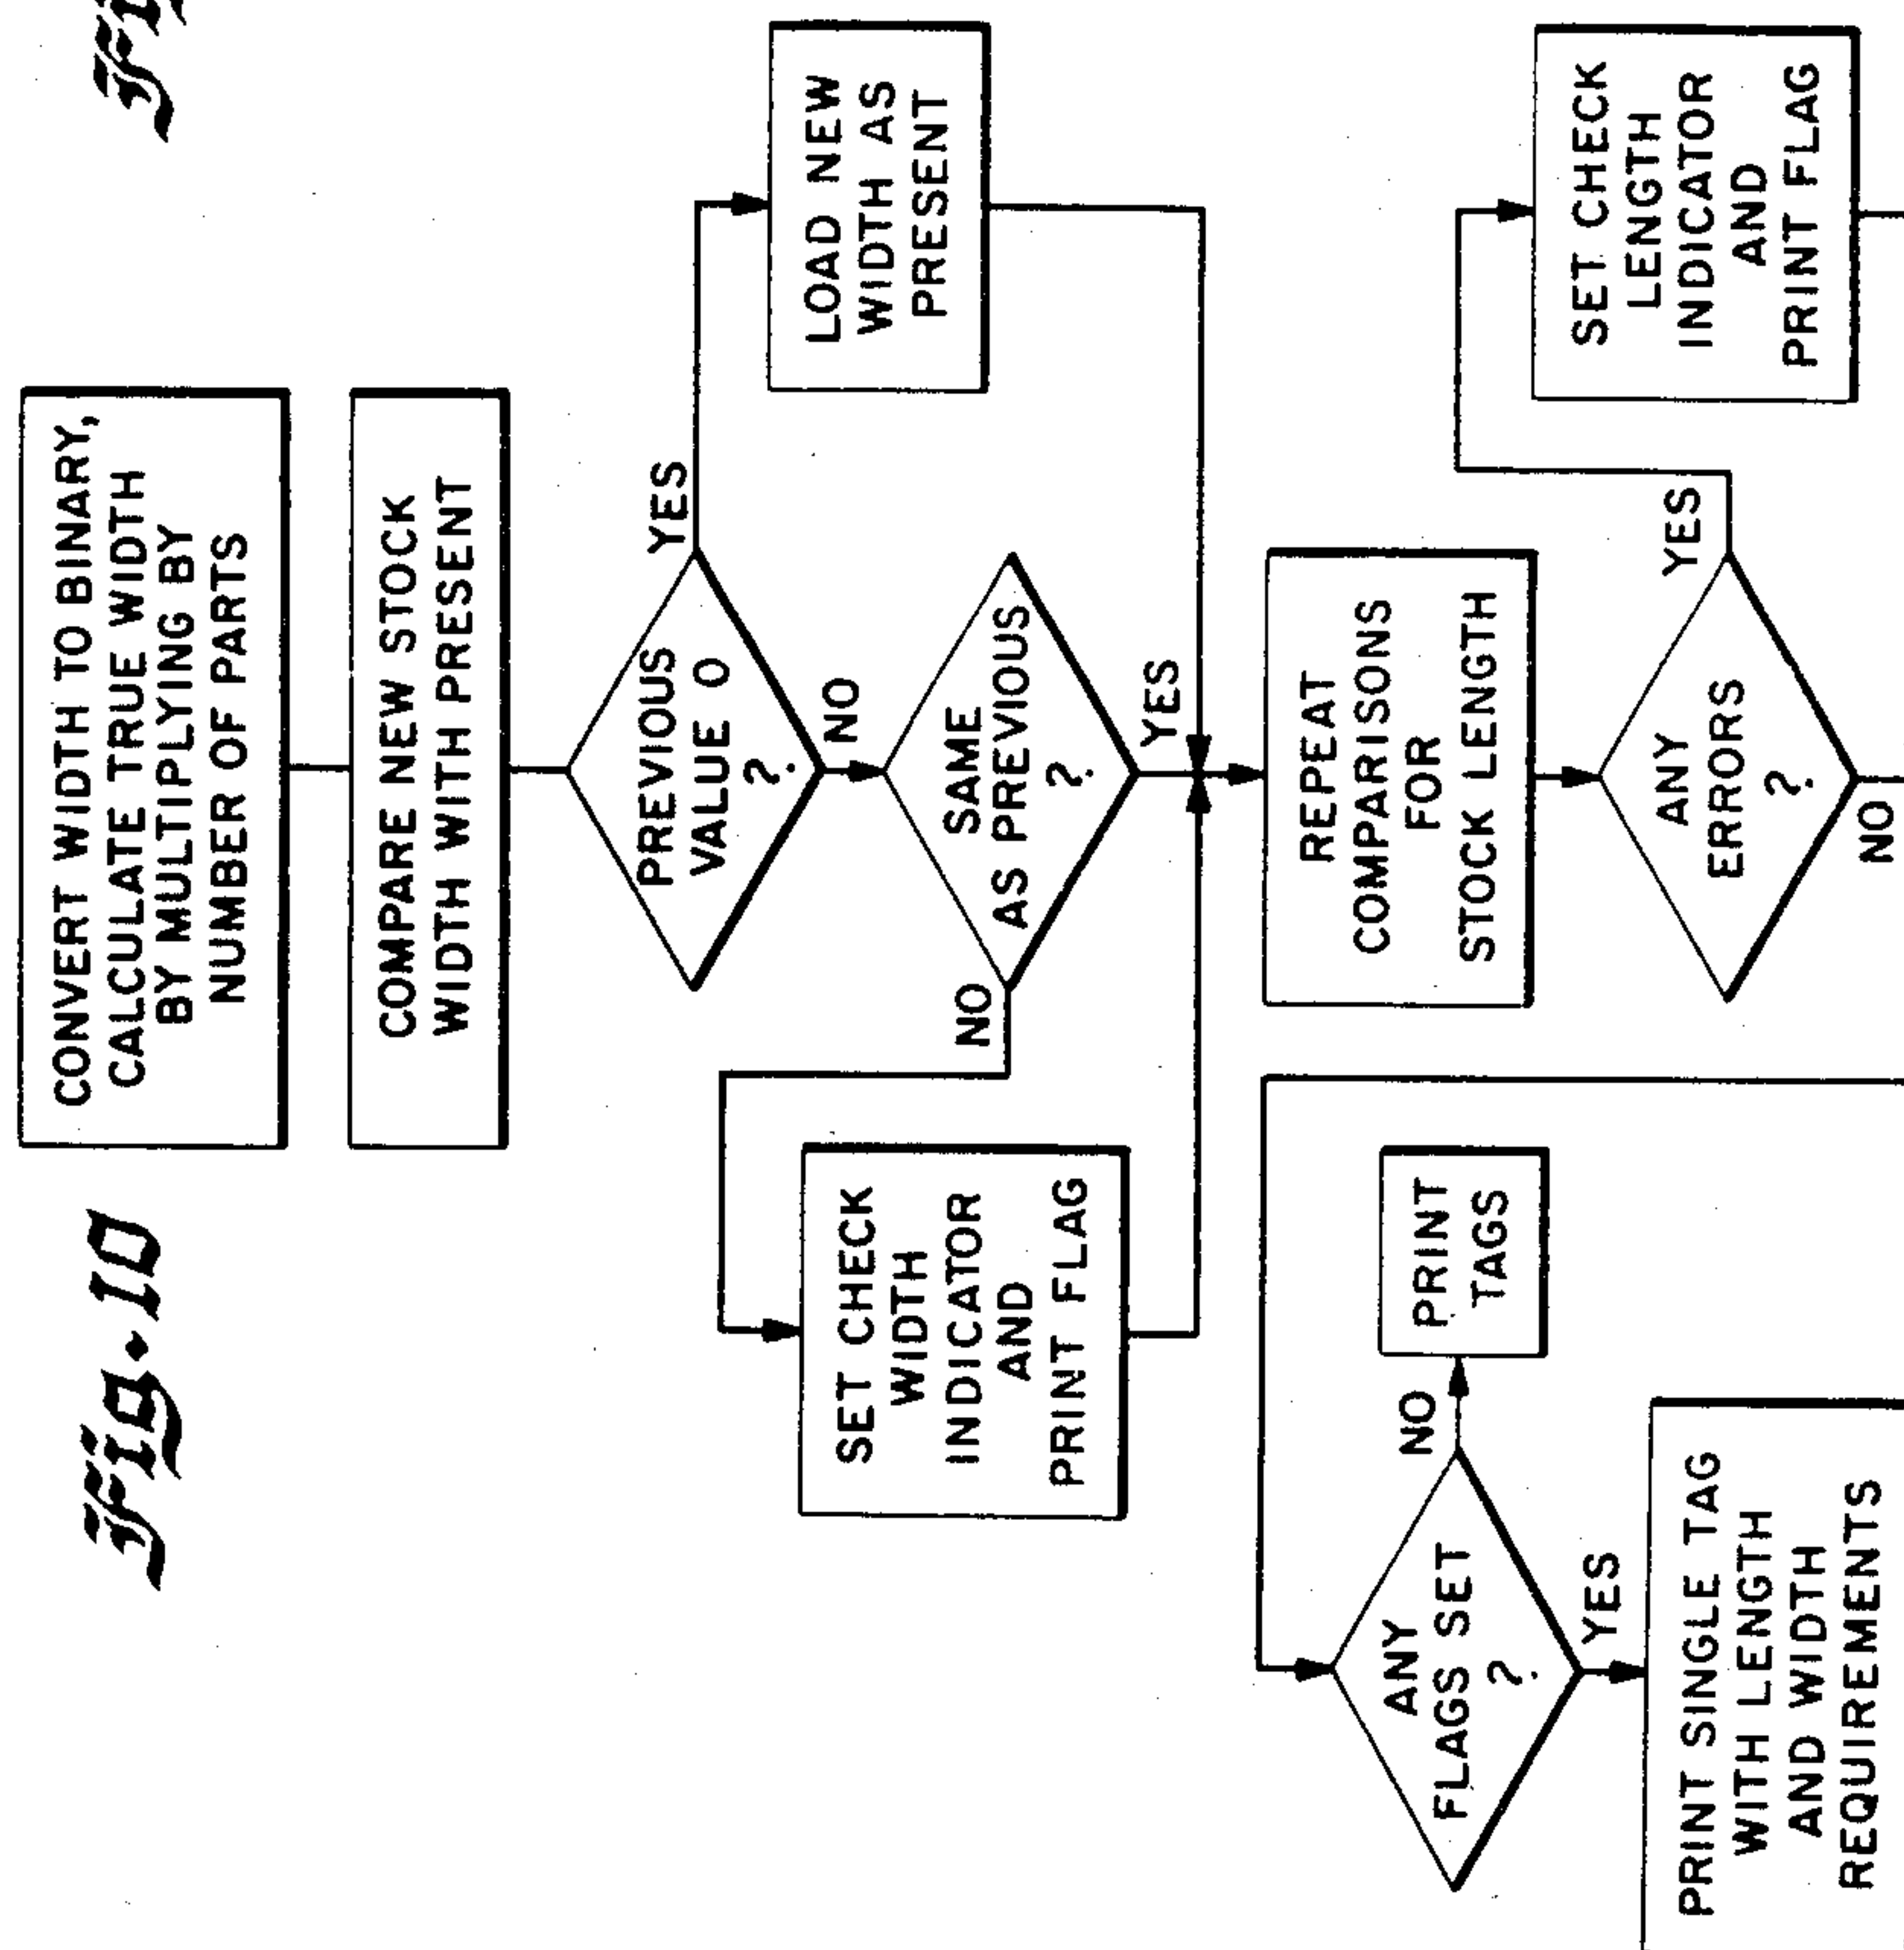 Fig. 10
CONVERT WIDTH TO BINARY,
CALCULATE TRUE WIDTH
BY MULTIPLYING BY
NUMBER OF PARTS
COMPARE NEW STOCK
WIDTH WITH PRESENT
PREVIOUS
VALUE 0
?
YES
NO
LOAD NEW
WIDTH AS
PRESENT
SAME
AS PREVIOUS
?
NO
YES
SET CHECK
WIDTH
INDICATOR
AND
PRINT FLAG
REPEAT
COMPARISONS
FOR
STOCK LENGTH
ANY
ERRORS
?
YES
NO
SET CHECK
LENGTH
INDICATOR
AND
PRINT FLAG
ANY
FLAGS SET
?
NO
YES
PRINT
TAGS
PRINT SINGLE TAG
WITH LENGTH
AND WIDTH
REQUIREMENTS